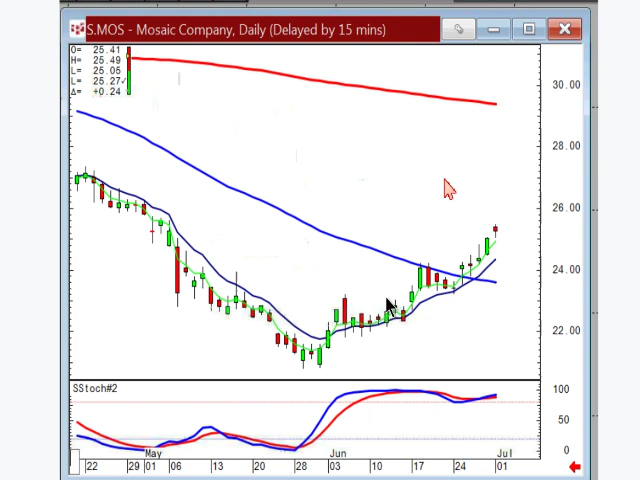 S.MOS - Mosaic Company, Daily (Delayed by 15 mins)
O= 25.41
H= 25.49
L= 25.05
L= 25.27
Δ= +0.24
30.00
28.00
26.00
24.00
22.00
SStoch#2
100
50
0
May Jun Jul
22 29 01 06 13 20 28 03 10 17 24 01